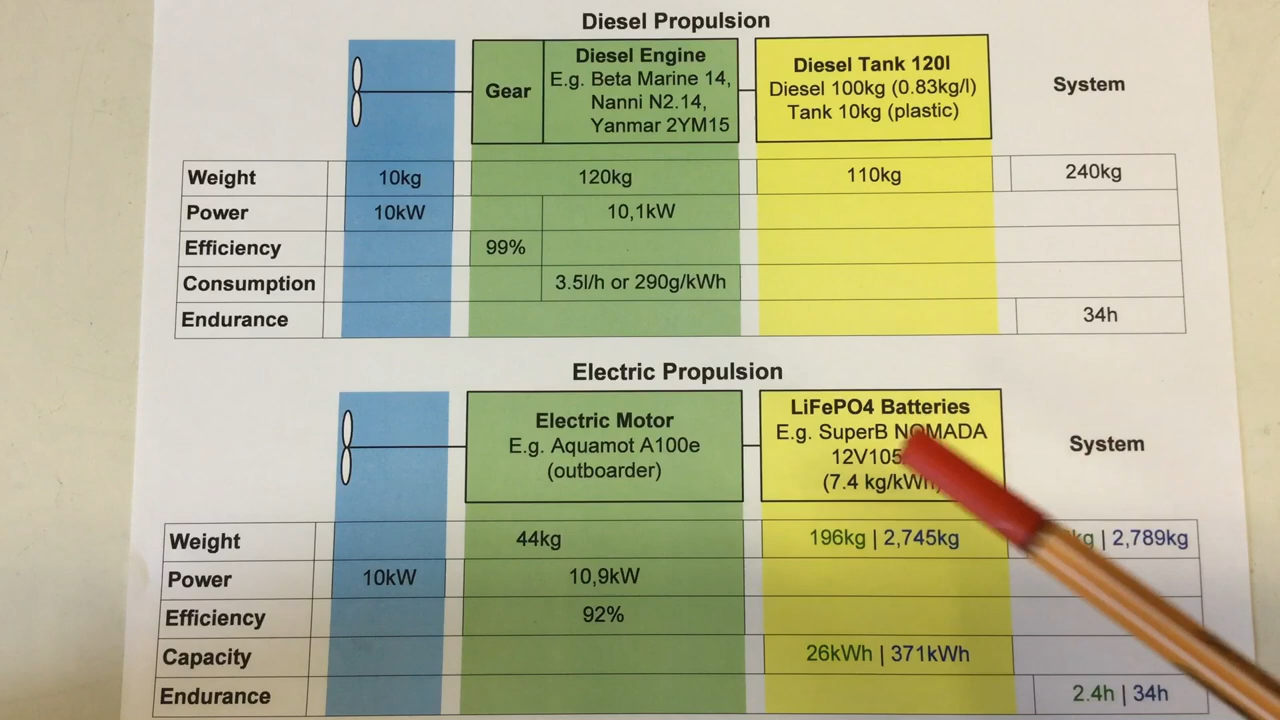 Diesel Propulsion
Gear
Diesel Engine
E.g. Beta Marine 14,
Nanni N2.14,
Yanmar 2YM15
Diesel Tank 120l
Diesel 100kg (0.83kg/l)
Tank 10kg (plastic)
System
Weight 10kg 120kg 110kg 240kg
Power 10kW 10,1kW
Efficiency 99%
Consumption 3.5l/h or 290g/kWh
Endurance 34h
Electric Propulsion
Electric Motor
E.g. Aquamot A100e
(outboarder)
LiFePO4 Batteries
E.g. SuperB NOMADA
12V105
(7.4 kg/kWh)
System
Weight 44kg 196kg | 2,745kg kg | 2,789kg
Power 10kW 10,9kW
Efficiency 92%
Capacity 26kWh | 371kWh
Endurance 2.4h | 34h